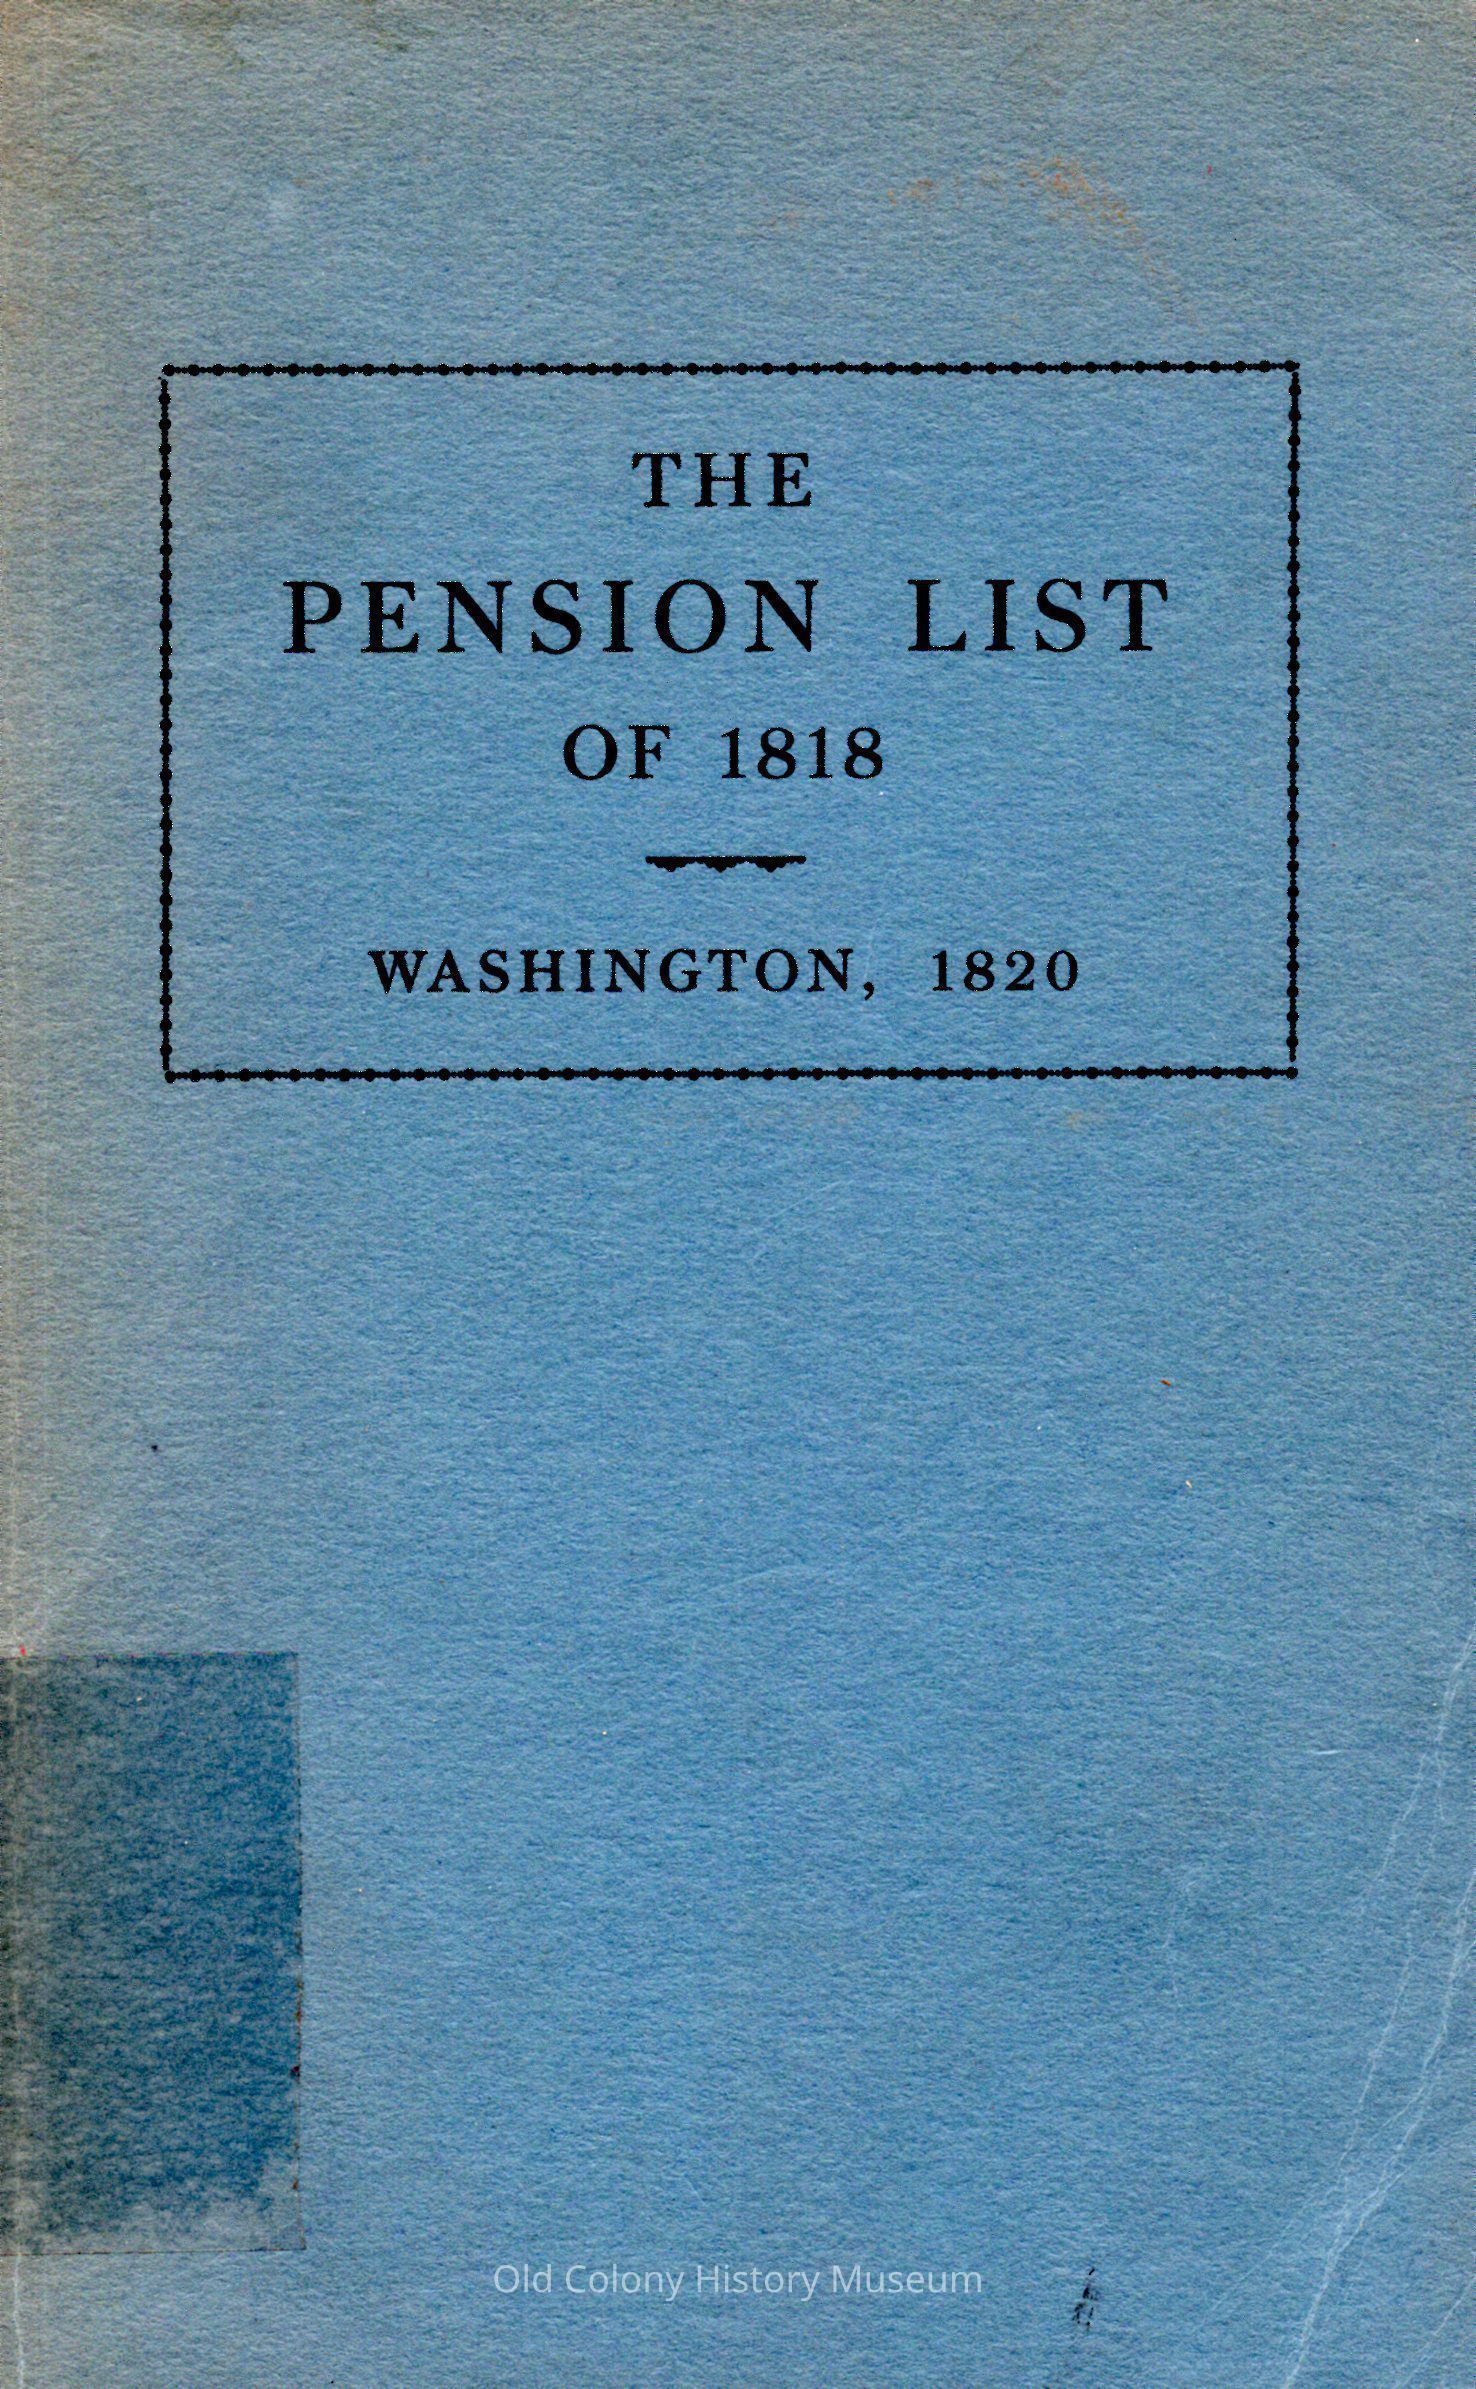 THE
PENSION LIST
OF 1818
WASHINGTON, 1820
Old Colony History Museum